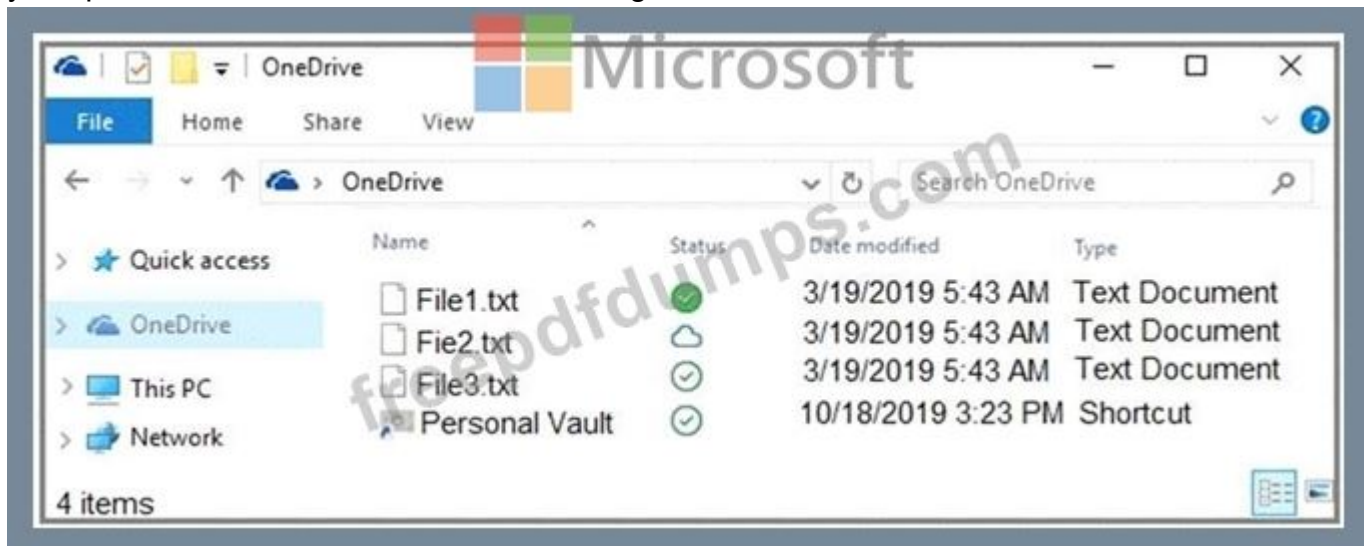 Microsoft
OneDrive
File Home Share View
OneDrive Search OneDrive
Name Status Date modified Type
Quick access
OneDrive
This PC
Network
File1.txt 3/19/2019 5:43 AM Text Document
Fie2.txt 3/19/2019 5:43 AM Text Document
File3.txt 3/19/2019 5:43 AM Text Document
Personal Vault 10/18/2019 3:23 PM Shortcut
4 items
freepdfdumps.com